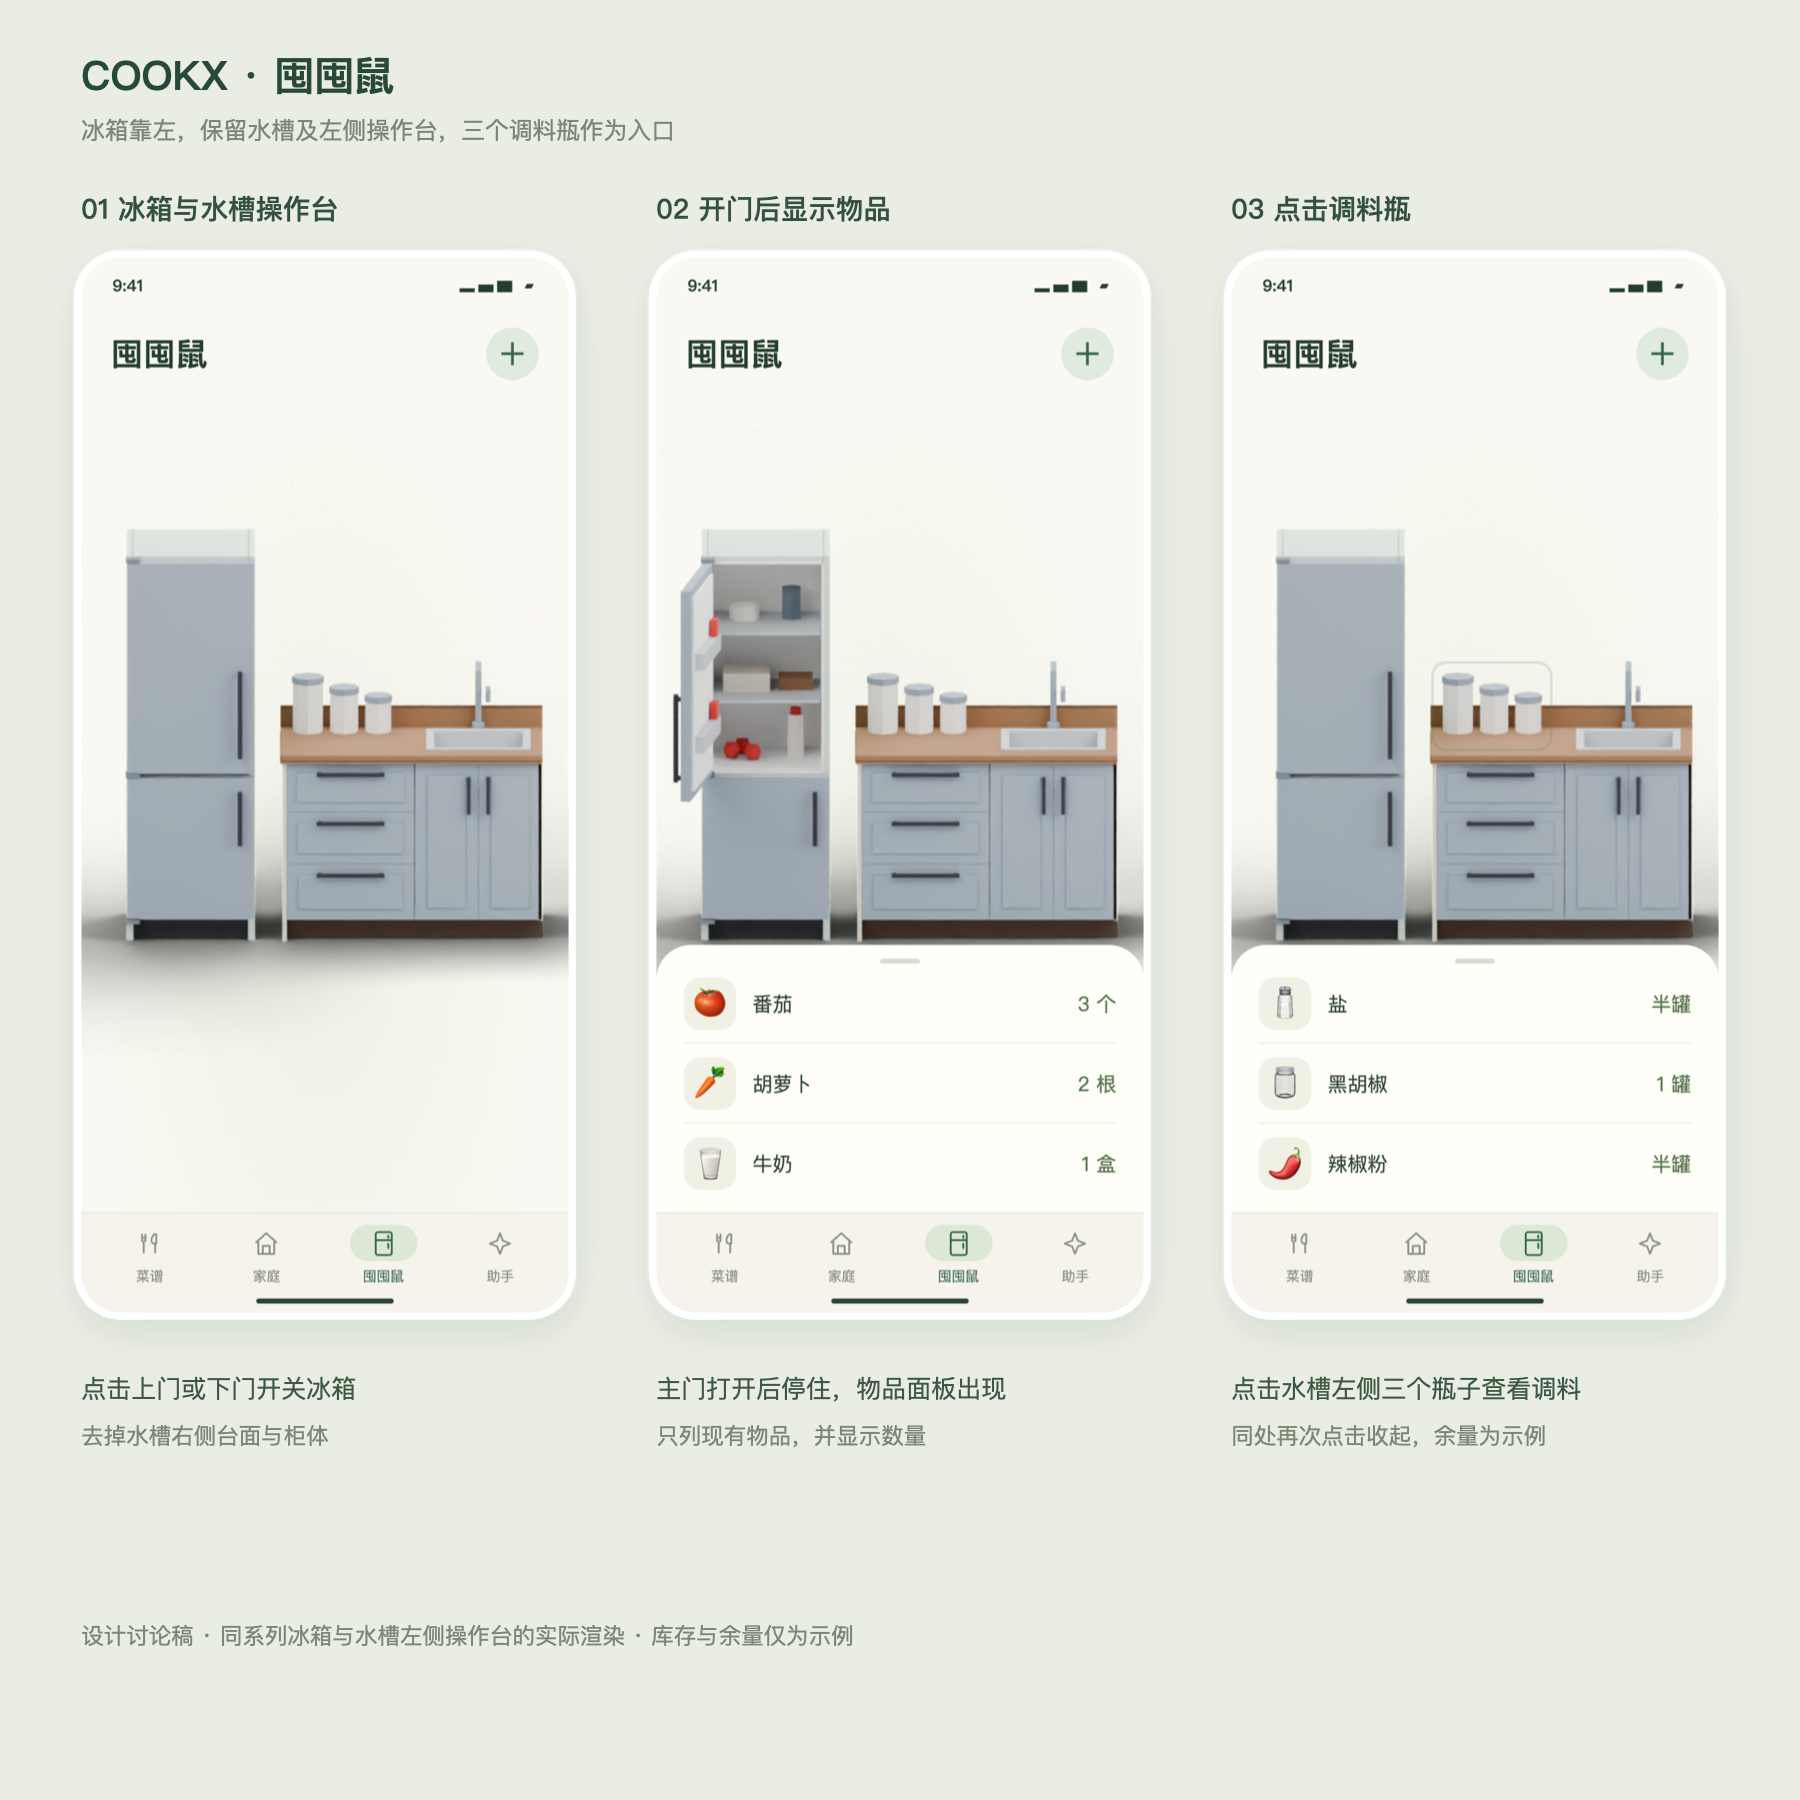 COOKX · 囤囤鼠
冰箱靠左，保留水槽及左侧操作台，三个调料瓶作为入口
01 冰箱与水槽操作台
9:41
囤囤鼠
菜谱
家庭
囤囤鼠
助手
点击上门或下门开关冰箱
去掉水槽右侧台面与柜体
02 开门后显示物品
9:41
囤囤鼠
番茄 3 个
胡萝卜 2 根
牛奶 1 盒
菜谱
家庭
囤囤鼠
助手
主门打开后停住，物品面板出现
只列现有物品，并显示数量
03 点击调料瓶
9:41
囤囤鼠
盐 半罐
黑胡椒 1 罐
辣椒粉 半罐
菜谱
家庭
囤囤鼠
助手
点击水槽左侧三个瓶子查看调料
同处再次点击收起，余量为示例
设计讨论稿 · 同系列冰箱与水槽左侧操作台的实际渲染 · 库存与余量仅为示例